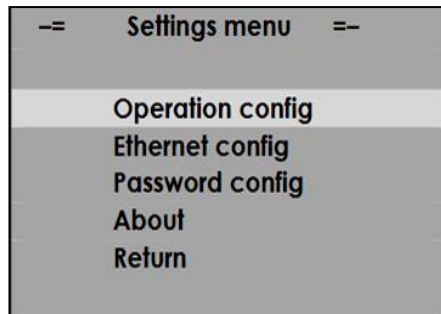 -= Settings menu =-
Operation config
Ethernet config
Password config
About
Return